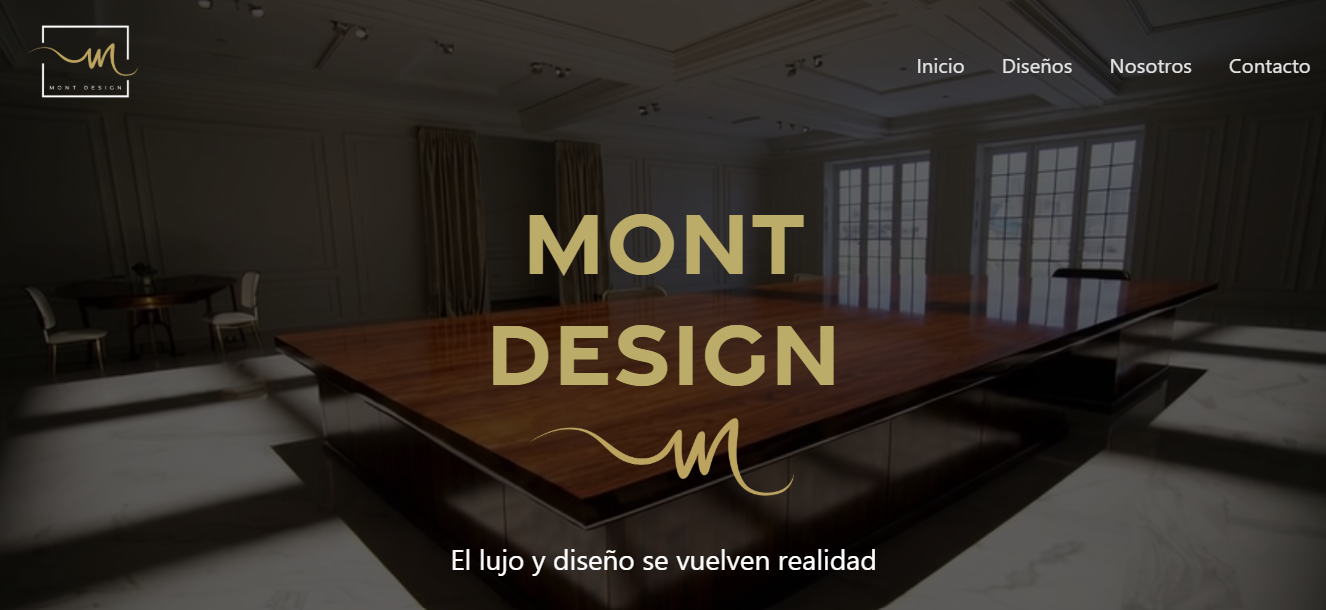 MONT DESIGN
Inicio Diseños Nosotros Contacto
MONT
DESIGN
El lujo y diseño se vuelven realidad